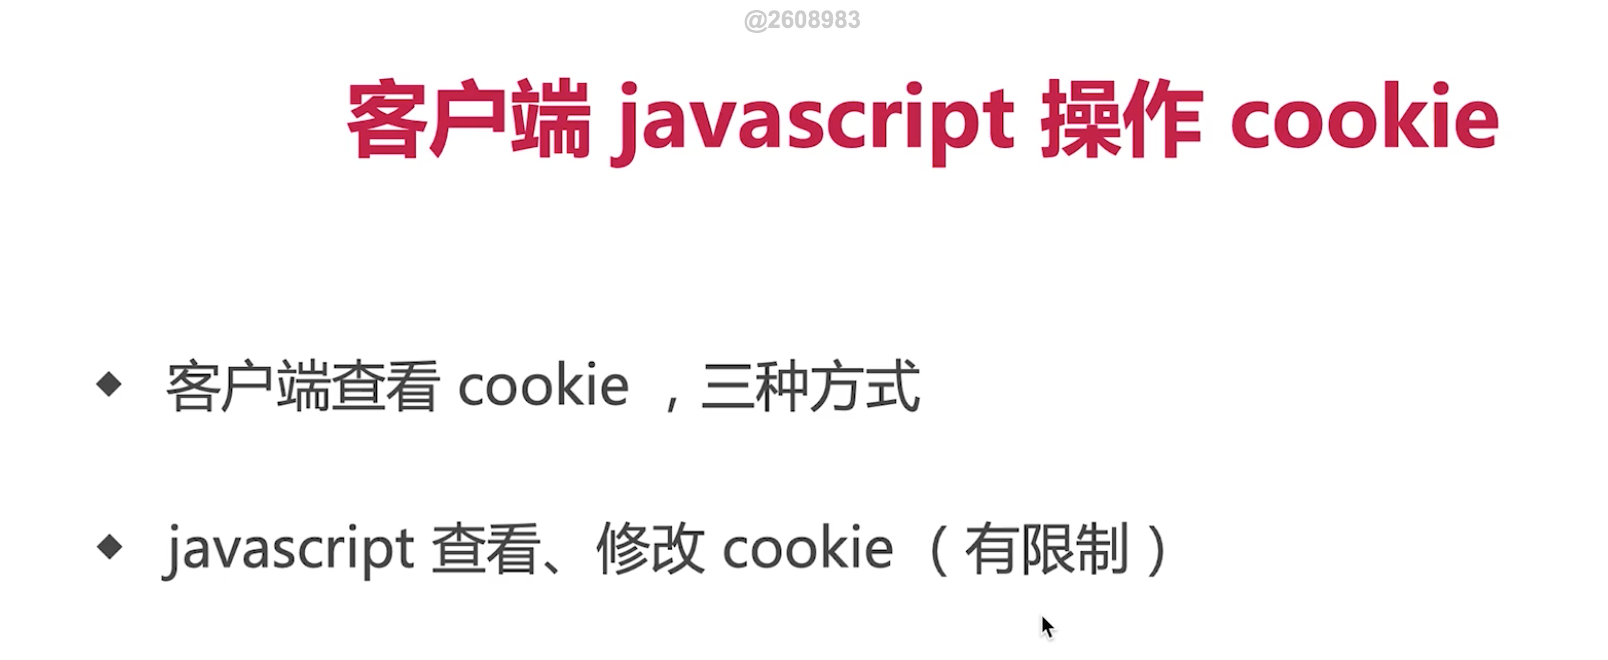 @2608983
客户端 javascript 操作 cookie
客户端查看 cookie ，三种方式
javascript 查看、修改 cookie （ 有限制 ）